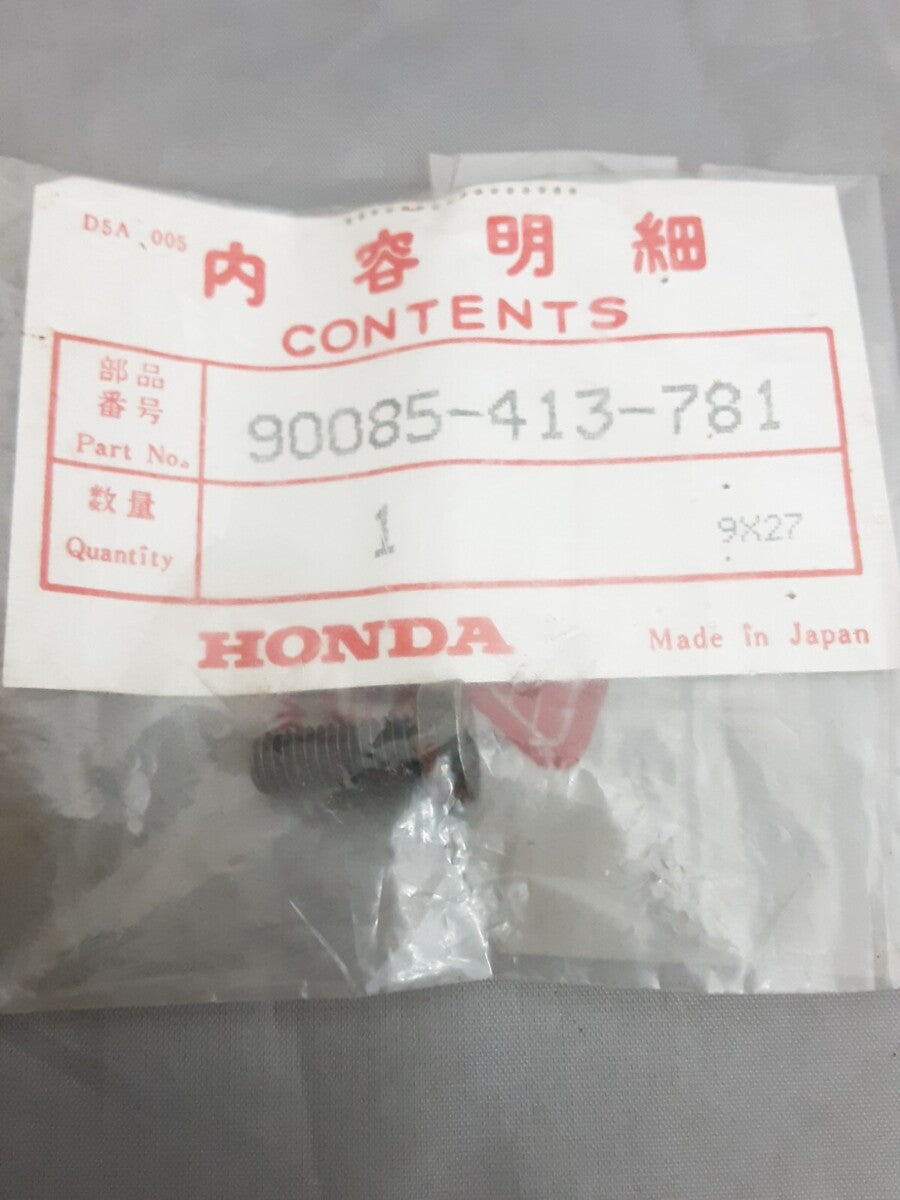 D5A 005
内容明細
CONTENTS
部品
番号
Part No.
90085-413-781
数量
Quantity
1
9X27
HONDA
Made in Japan